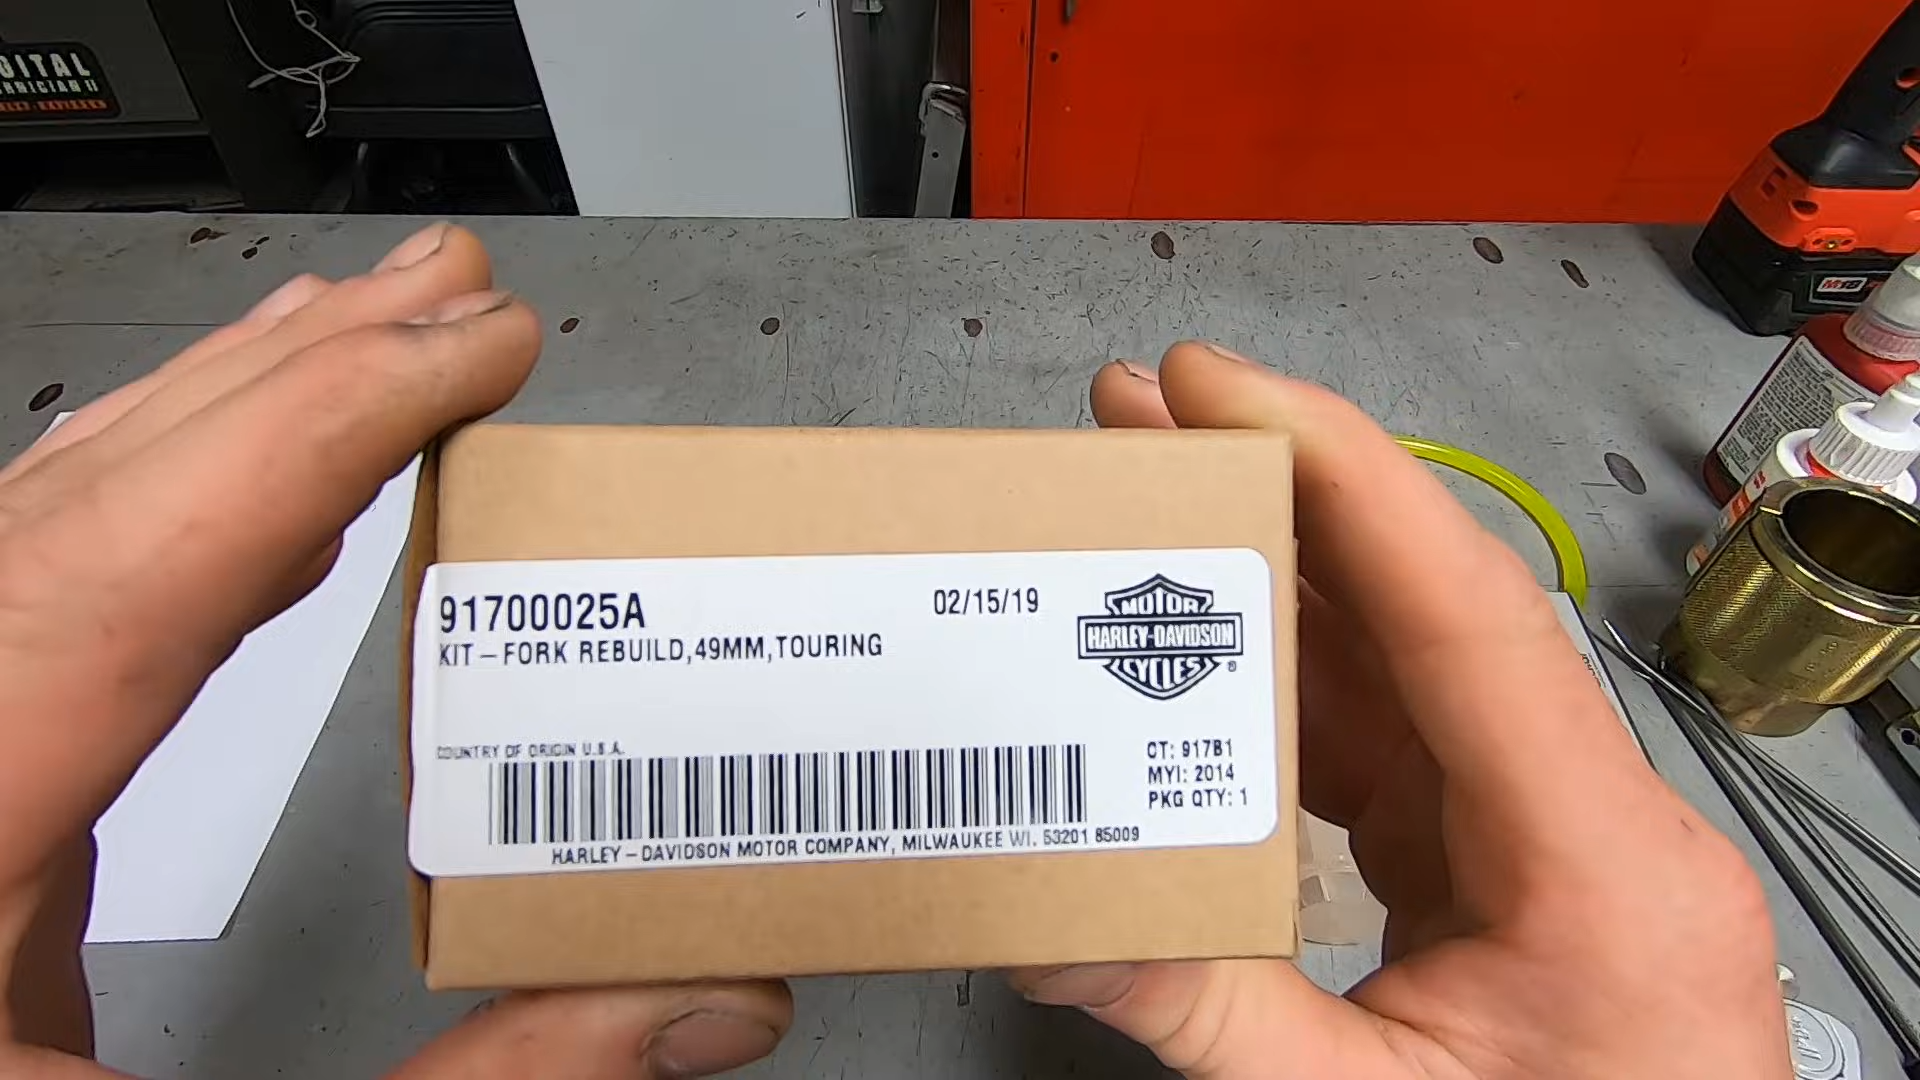 91700025A
02/15/19
KIT – FORK REBUILD,49MM,TOURING
MOTOR
HARLEY-DAVIDSON
CYCLES
®
COUNTRY OF ORIGIN U.S.A.
CT: 917B1
MYI: 2014
PKG QTY: 1
HARLEY – DAVIDSON MOTOR COMPANY, MILWAUKEE WI. 53201 85009
M18